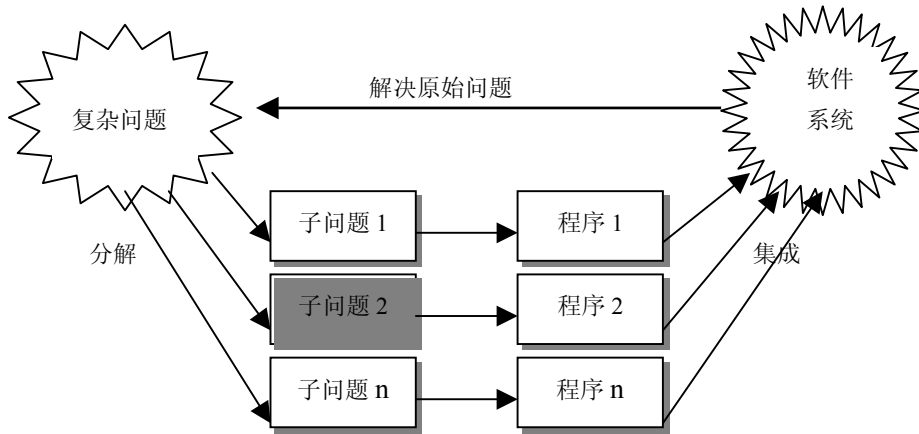 解决原始问题
复杂问题
软件
系统
子问题 1
程序 1
分解
集成
子问题 2
程序 2
子问题 n
程序 n